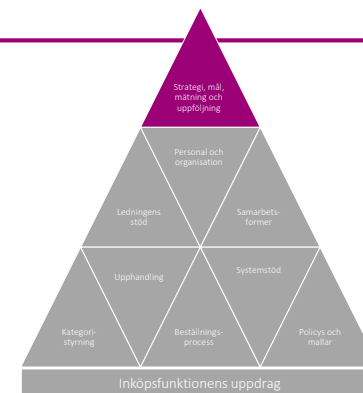 Strategi, mål,
mätning och
uppföljning
Personal och
organisation
Ledningens
stöd
Samarbets-
former
Upphandling
Systemstöd
Kategori-
styrning
Beställnings-
process
Policys och
mallar
Inköpsfunktionens uppdrag